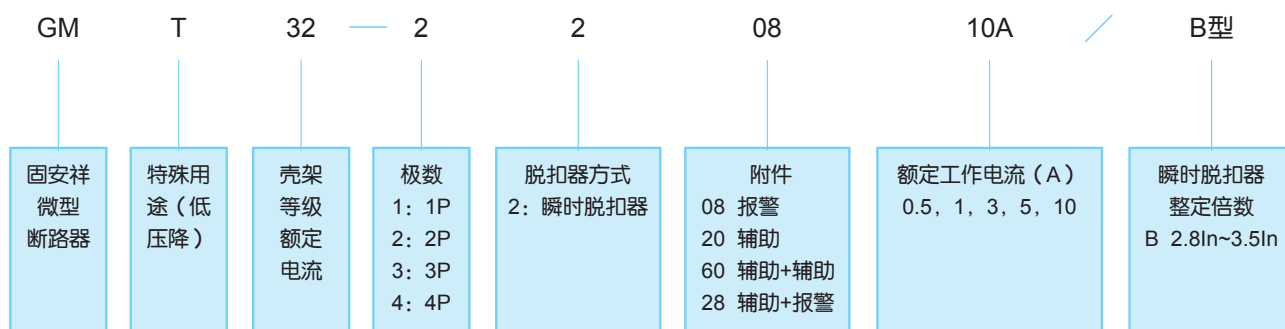 GM T 32 — 2 2 08 10A ／ B型
固安祥
微型
断路器
特殊用
途（低
压降）
壳架
等级
额定
电流
极数
1：1P
2：2P
3：3P
4：4P
脱扣器方式
2：瞬时脱扣器
附件
08 报警
20 辅助
60 辅助+辅助
28 辅助+报警
额定工作电流（A）
0.5，1，3，5，10
瞬时脱扣器
整定倍数
B 2.8In~3.5In